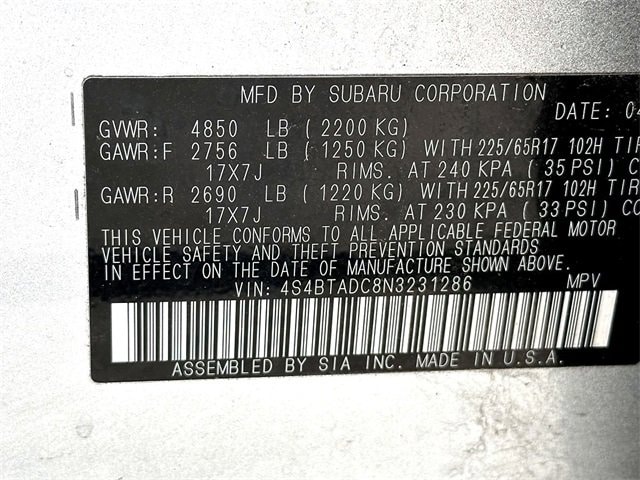 MFD BY SUBARU CORPORATION
DATE: 04
GVWR: 4850 LB ( 2200 KG)
GAWR:F 2756 LB ( 1250 KG) WITH 225/65R17 102H TIR
17X7J RIMS. AT 240 KPA ( 35 PSI) CO
GAWR:R 2690 LB ( 1220 KG) WITH 225/65R17 102H TIR
17X7J RIMS. AT 230 KPA ( 33 PSI) CO
THIS VEHICLE CONFORMS TO ALL APPLICABLE FEDERAL MOTOR
VEHICLE SAFETY AND THEFT PREVENTION STANDARDS
IN EFFECT ON THE DATE OF MANUFACTURE SHOWN ABOVE.
VIN: 4S4BTADC8N3231286 MPV
ASSEMBLED BY SIA INC. MADE IN U.S.A.